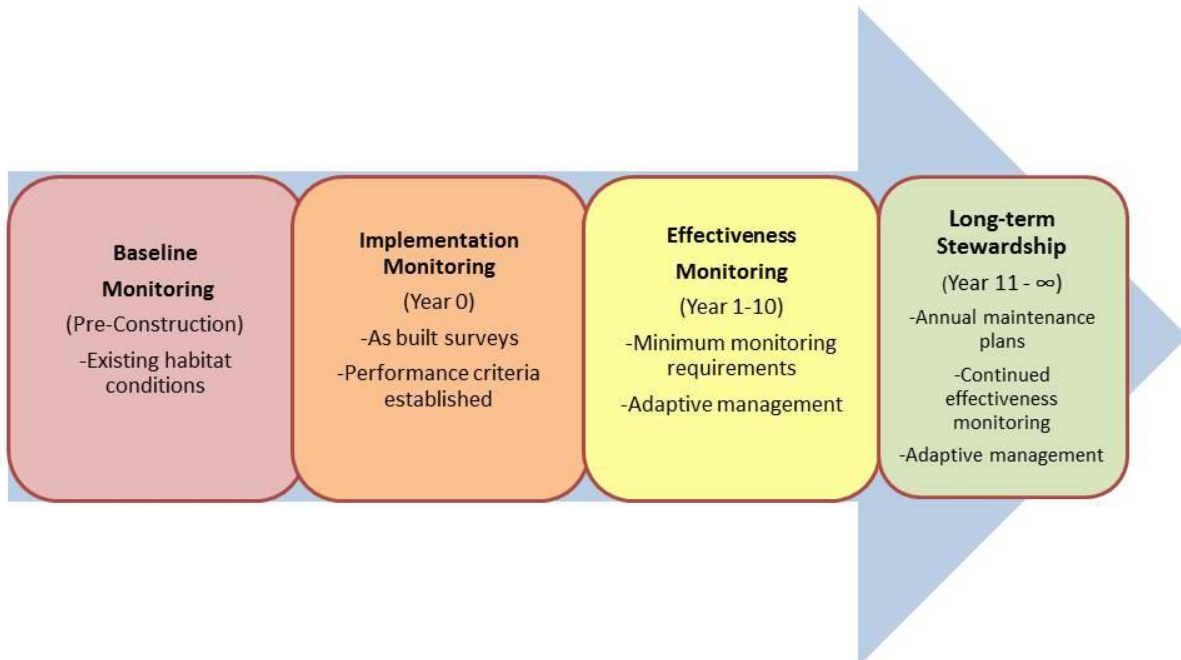 Baseline
Monitoring
(Pre-Construction)
-Existing habitat
conditions
Implementation
Monitoring
(Year 0)
-As built surveys
-Performance criteria
established
Effectiveness
Monitoring
(Year 1-10)
-Minimum monitoring
requirements
-Adaptive management
Long-term
Stewardship
(Year 11 - ∞)
-Annual maintenance
plans
-Continued
effectiveness
monitoring
-Adaptive management